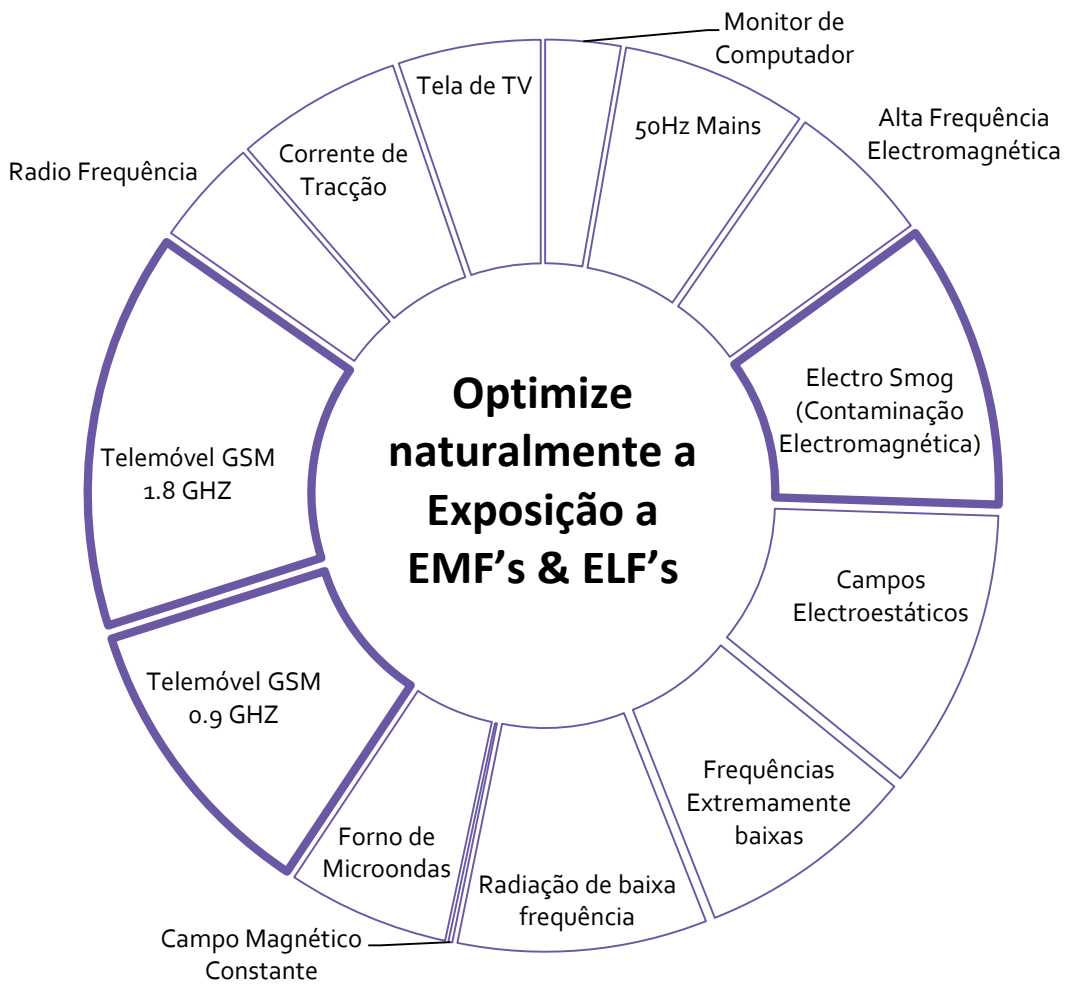 Monitor de
Computador
Tela de TV
50Hz Mains
Alta Frequência
Electromagnética
Radio Frequência
Corrente de
Tracção
Electro Smog
(Contaminação
Electromagnética)
Optimize
naturalmente a
Exposição a
EMF’s & ELF’s
Telemóvel GSM
1.8 GHZ
Campos
Electroestáticos
Telemóvel GSM
0.9 GHZ
Frequências
Extremamente
baixas
Forno de
Microondas
Radiação de baixa
frequência
Campo Magnético
Constante